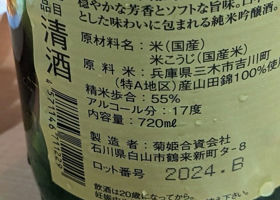 穏やかな芳香とソフトな旨味。
とした味わいに包まれる純米吟醸酒。
品目 清酒
原材料名：米(国産)
米こうじ(国産米)
原料米：兵庫県三木市吉川町
(特A地区)産山田錦100%使
精米歩合：55%
アルコール分：17度
内容量：720mℓ
製造者：菊姫合資会社
石川県白山市鶴来新町タ-8
ロット番号 2024.B
飲酒は20歳になってから。
4 571146 111229